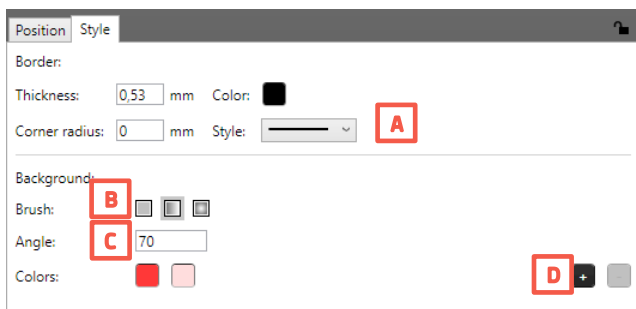 Position Style
Border:
Thickness: 0,53 mm Color:
Corner radius: 0 mm Style: A
Background:
Brush: B
Angle: C 70
Colors: D + -